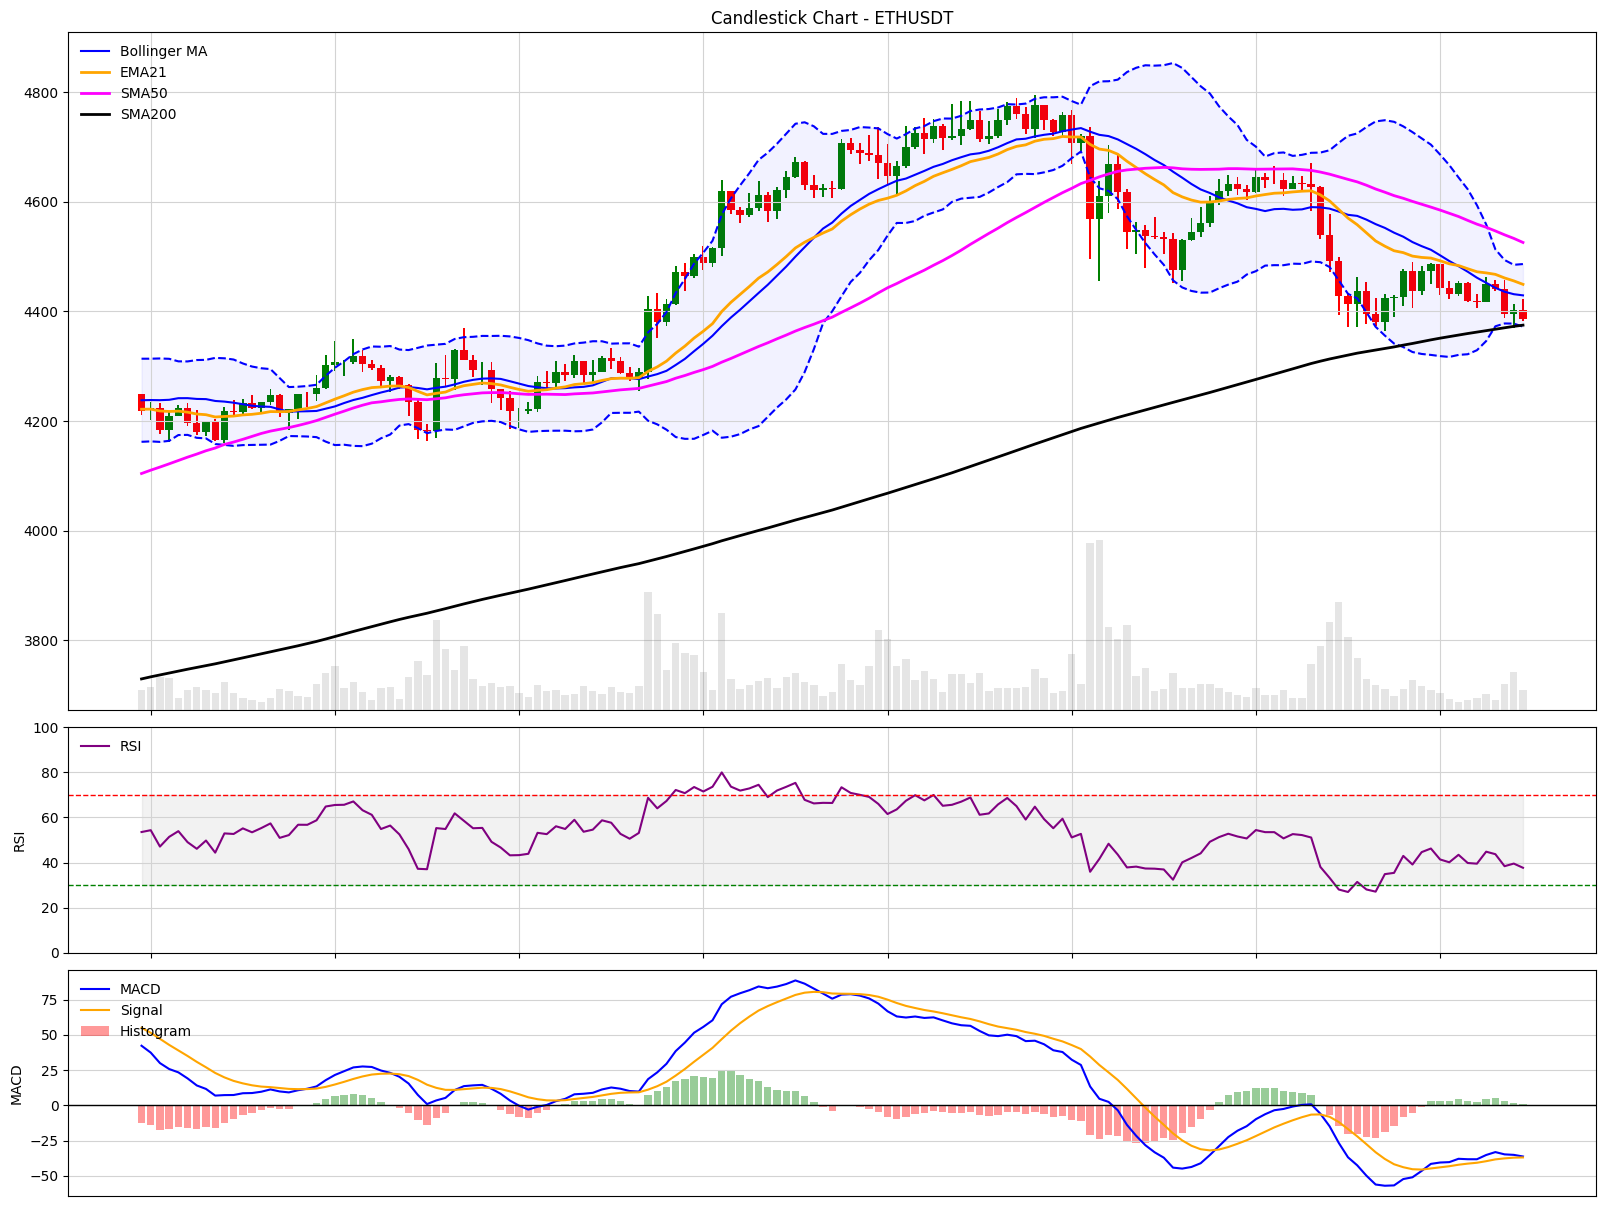 Candlestick Chart - ETHUSDT
Bollinger MA
EMA21
SMA50
SMA200
4800
4600
4400
4200
4000
3800
RSI
100
80
60
40
20
0
RSI
MACD
Signal
Histogram
75
50
25
0
−25
−50
MACD